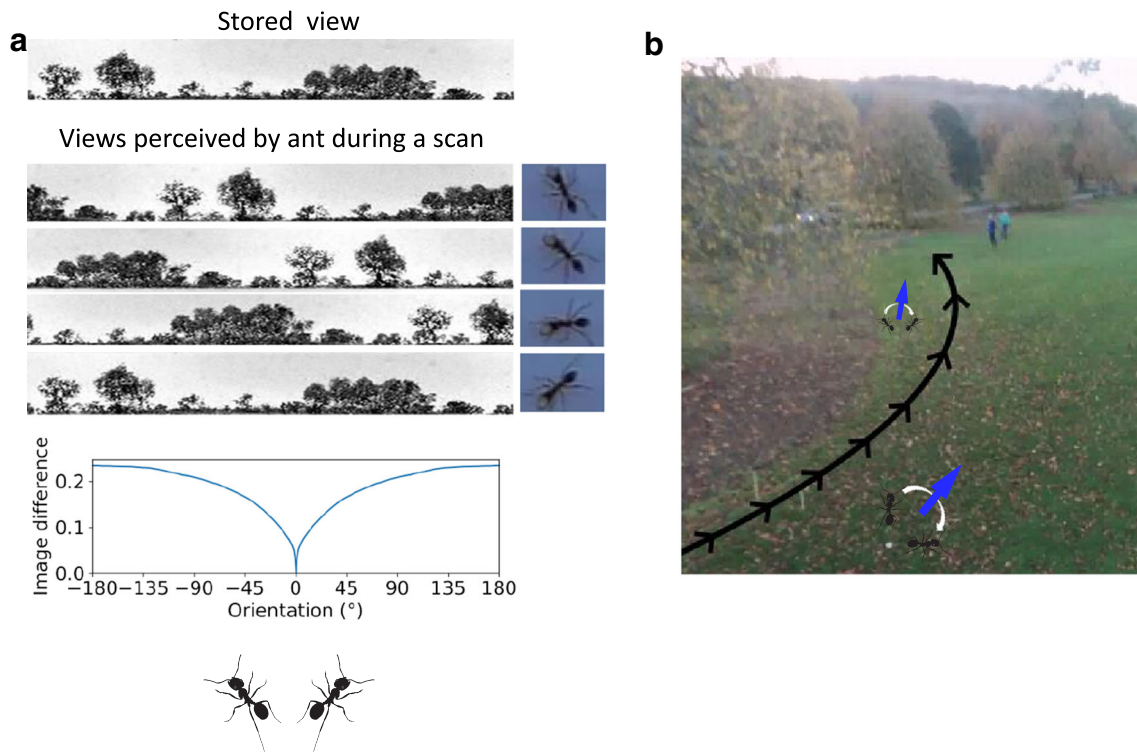 a
Stored view
Views perceived by ant during a scan
Image difference
0.2
0.1
0.0
−180 −135 −90 −45 0 45 90 135 180
Orientation (°)
b